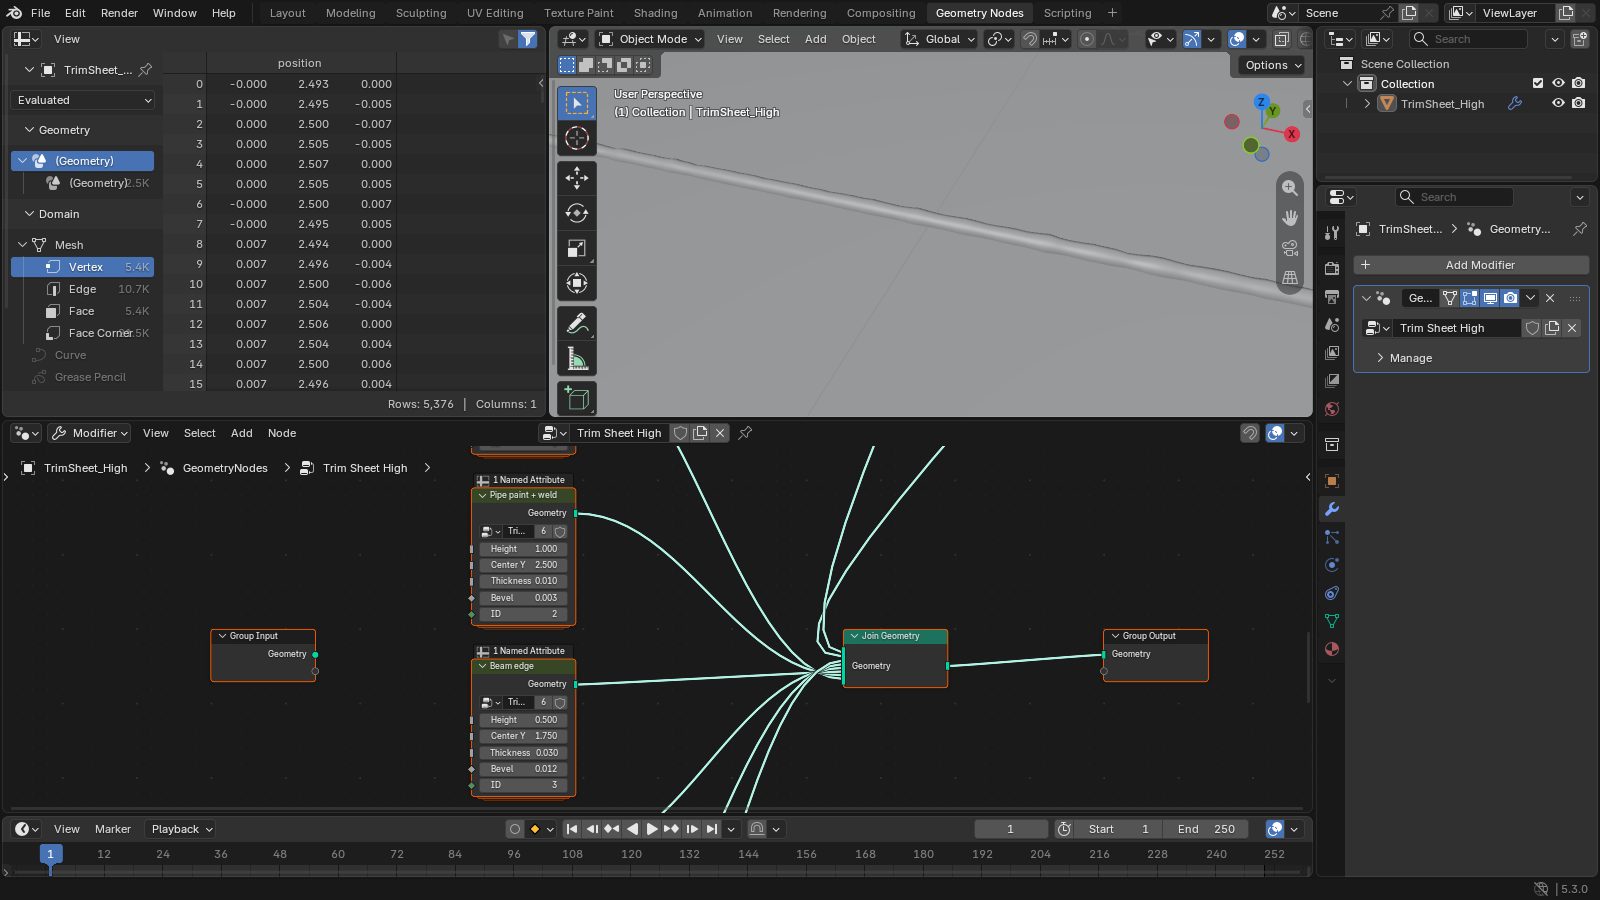 File Edit Render Window Help Layout Modeling Sculpting UV Editing Texture Paint Shading Animation Rendering Compositing Geometry Nodes Scripting Scene ViewLayer
View
TrimSheet_...
Evaluated
Geometry
(Geometry)
(Geometry) 2.5K
Domain
Mesh
Vertex 5.4K
Edge 10.7K
Face 5.4K
Curve
Grease Pencil
position
0 -0.000 2.493 0.000
1 -0.000 2.495 -0.005
2 0.000 2.500 -0.007
3 0.000 2.505 -0.005
4 0.000 2.507 0.000
5 0.000 2.505 0.005
6 -0.000 2.500 0.007
7 -0.000 2.495 0.005
8 0.007 2.494 0.000
9 0.007 2.496 -0.004
10 0.007 2.500 -0.006
11 0.007 2.504 -0.004
12 0.007 2.506 0.000
13 0.007 2.504 0.004
14 0.007 2.500 0.006
15 0.007 2.496 0.004
Rows: 5,376 | Columns: 1
Object Mode View Select Add Object Global
Options
User Perspective
(1) Collection | TrimSheet_High
Z
Y
X
Search
Scene Collection
Collection
TrimSheet_High
Search
TrimSheet... Geometry...
Add Modifier
Ge...
Trim Sheet High
Manage
Modifier View Select Add Node Trim Sheet High
TrimSheet_High GeometryNodes Trim Sheet High
1 Named Attribute
Pipe paint + weld
Geometry
Tri... 6
Height 1.000
Center Y 2.500
Thickness 0.010
Bevel 0.003
ID 2
Group Input
Geometry
1 Named Attribute
Beam edge
Geometry
Tri... 6
Height 0.500
Center Y 1.750
Thickness 0.030
Bevel 0.012
ID 3
Join Geometry
Geometry
Group Output
Geometry
View Marker Playback 1 Start 1 End 250
1 12 24 36 48 60 72 84 96 108 120 132 144 156 168 180 192 204 216 228 240 252
5.3.0